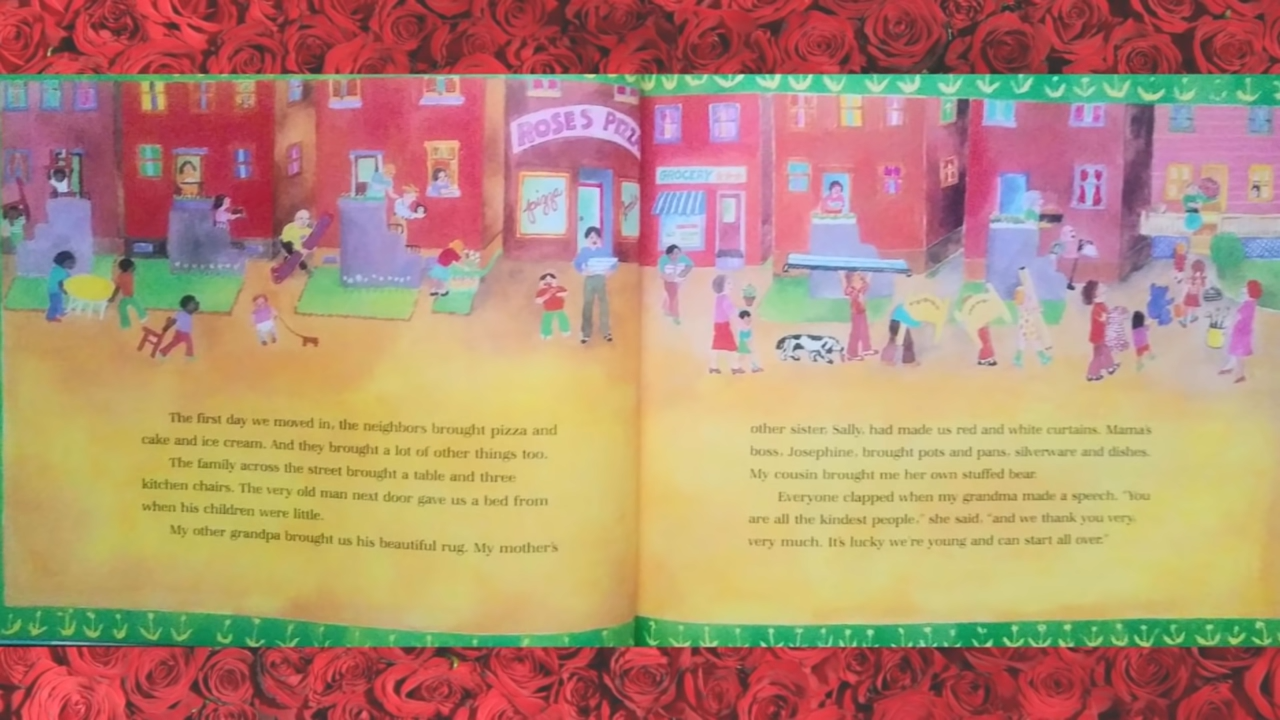 ROSE'S PIZZ
pizza
GROCERY
The first day we moved in, the neighbors brought pizza and
cake and ice cream. And they brought a lot of other things too.
The family across the street brought a table and three
kitchen chairs. The very old man next door gave us a bed from
when his children were little.
My other grandpa brought us his beautiful rug. My mother's
other sister, Sally, had made us red and white curtains. Mama's
boss, Josephine, brought pots and pans, silverware and dishes.
My cousin brought me her own stuffed bear.
Everyone clapped when my grandma made a speech. "You
are all the kindest people," she said, "and we thank you very,
very much. It's lucky we're young and can start all over."